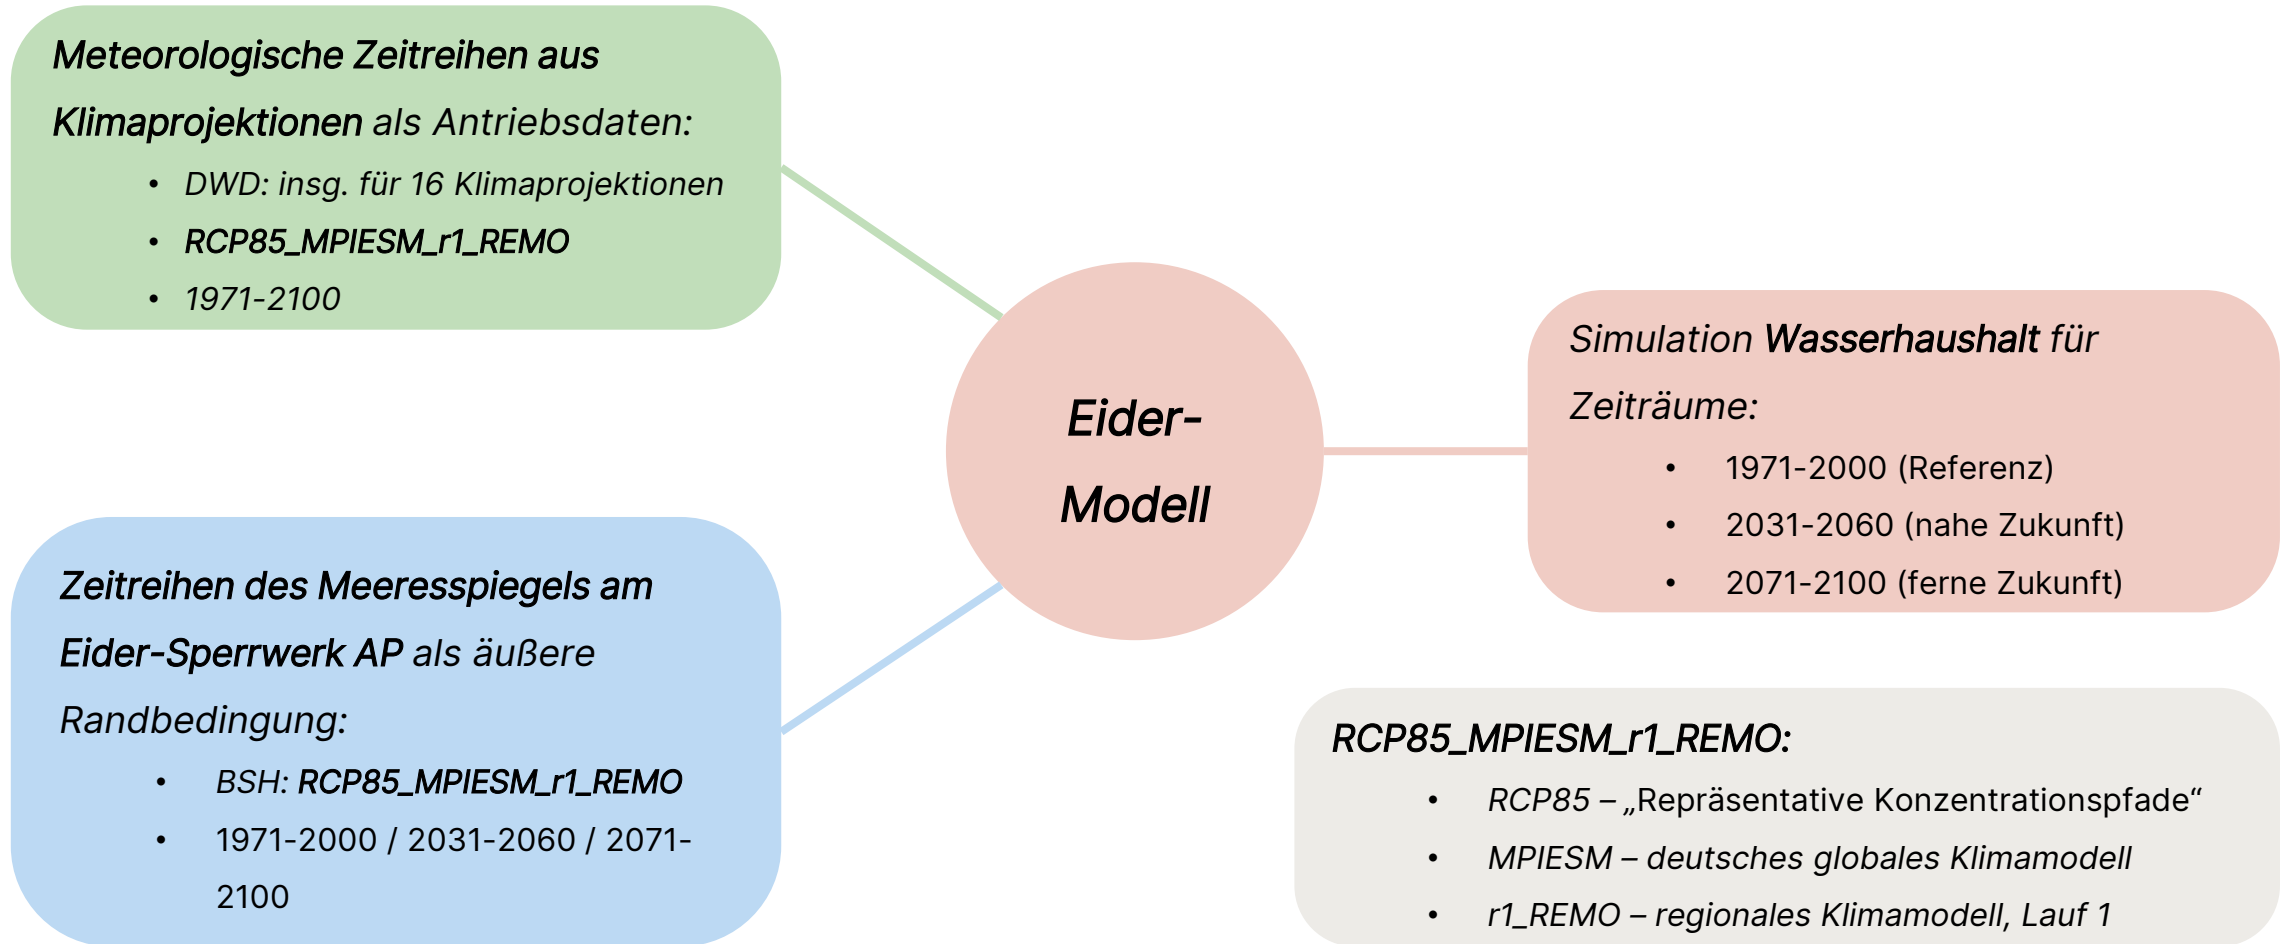 Meteorologische Zeitreihen aus
Klimaprojektionen als Antriebsdaten:
• DWD: insg. für 16 Klimaprojektionen
• RCP85_MPIESM_r1_REMO
• 1971-2100
Zeitreihen des Meeresspiegels am
Eider-Sperrwerk AP als äußere
Randbedingung:
• BSH: RCP85_MPIESM_r1_REMO
• 1971-2000 / 2031-2060 / 2071-
2100
Eider-
Modell
Simulation Wasserhaushalt für
Zeiträume:
• 1971-2000 (Referenz)
• 2031-2060 (nahe Zukunft)
• 2071-2100 (ferne Zukunft)
RCP85_MPIESM_r1_REMO:
• RCP85 – „Repräsentative Konzentrationspfade“
• MPIESM – deutsches globales Klimamodell
• r1_REMO – regionales Klimamodell, Lauf 1